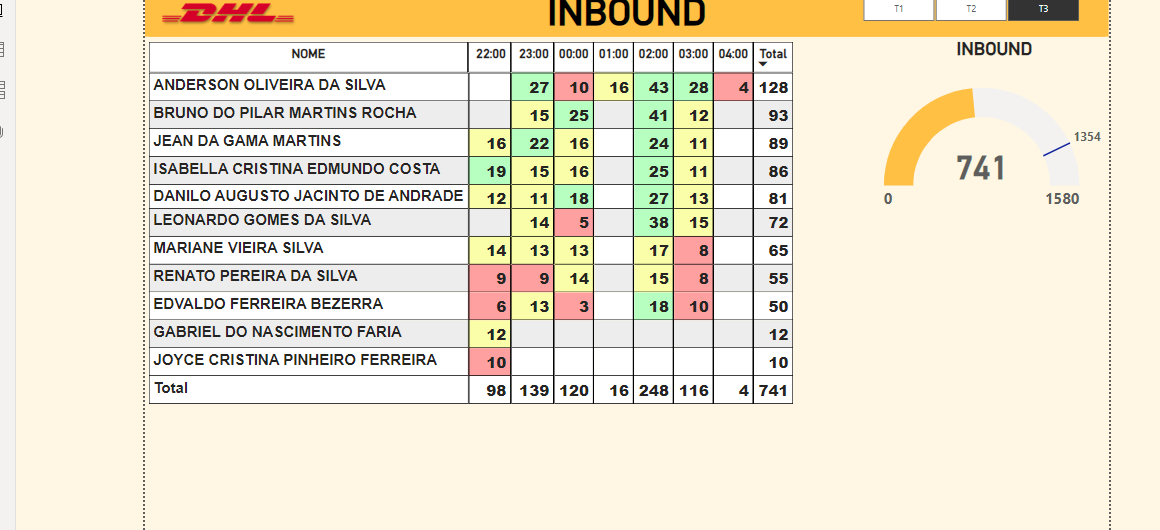 DHL
INBOUND
T1 T2 T3
NOME 22:00 23:00 00:00 01:00 02:00 03:00 04:00 Total
ANDERSON OLIVEIRA DA SILVA 27 10 16 43 28 4 128
BRUNO DO PILAR MARTINS ROCHA 15 25 41 12 93
JEAN DA GAMA MARTINS 16 22 16 24 11 89
ISABELLA CRISTINA EDMUNDO COSTA 19 15 16 25 11 86
DANILO AUGUSTO JACINTO DE ANDRADE 12 11 18 27 13 81
LEONARDO GOMES DA SILVA 14 5 38 15 72
MARIANE VIEIRA SILVA 14 13 13 17 8 65
RENATO PEREIRA DA SILVA 9 9 14 15 8 55
EDVALDO FERREIRA BEZERRA 6 13 3 18 10 50
GABRIEL DO NASCIMENTO FARIA 12 12
JOYCE CRISTINA PINHEIRO FERREIRA 10 10
Total 98 139 120 16 248 116 4 741
INBOUND
1354
741
0 1580